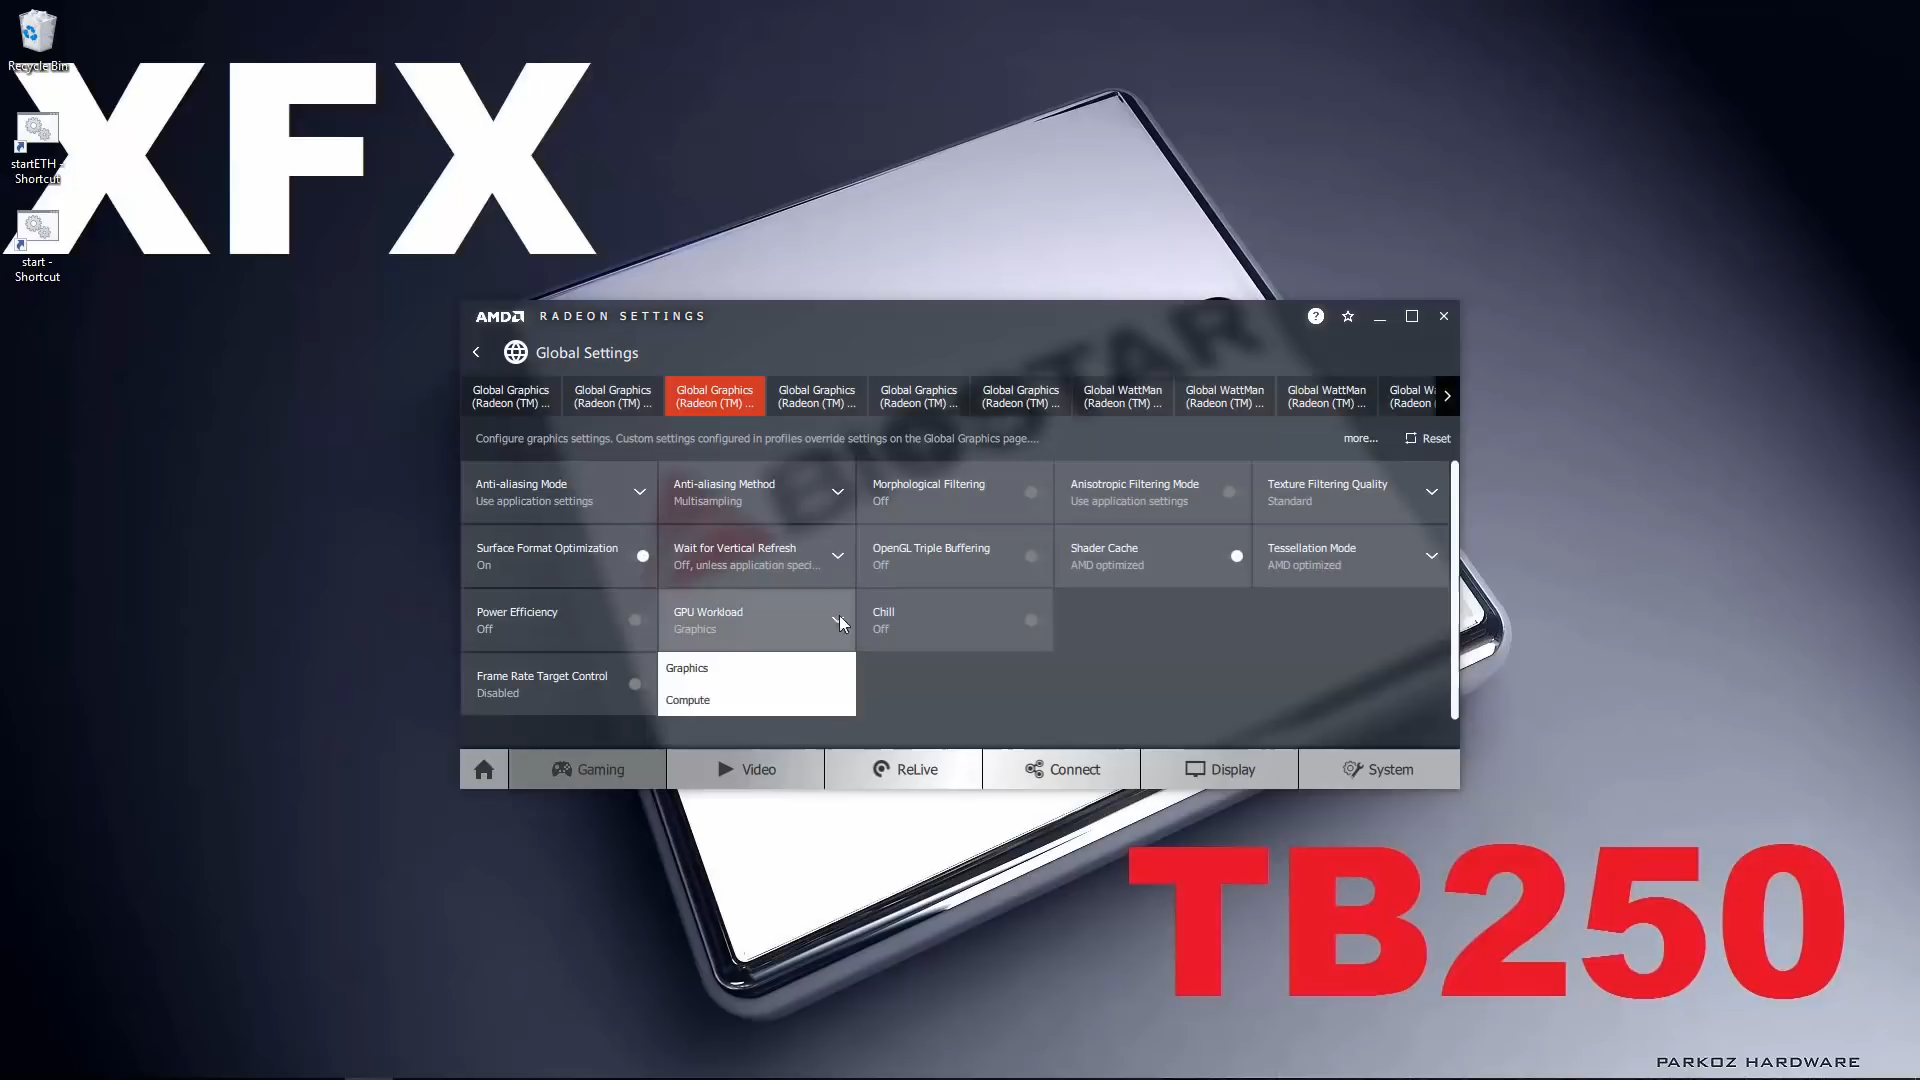 Recycle Bin
XFX
startETH -
Shortcut
start -
Shortcut
AMD RADEON SETTINGS
?
Global Settings
Global Graphics
(Radeon (TM) ...
Global Graphics
(Radeon (TM) ...
Global Graphics
(Radeon (TM) ...
Global Graphics
(Radeon (TM) ...
Global Graphics
(Radeon (TM) ...
Global Graphics
(Radeon (TM) ...
Global WattMan
(Radeon (TM) ...
Global WattMan
(Radeon (TM) ...
Global WattMan
(Radeon (TM) ...
Global W
(Radeon (
Configure graphics settings. Custom settings configured in profiles override settings on the Global Graphics page....
more...
Reset
BIOSTAR
Anti-aliasing Mode
Use application settings
Anti-aliasing Method
Multisampling
Morphological Filtering
Off
Anisotropic Filtering Mode
Use application settings
Texture Filtering Quality
Standard
Surface Format Optimization
On
Wait for Vertical Refresh
Off, unless application speci...
OpenGL Triple Buffering
Off
Shader Cache
AMD optimized
Tessellation Mode
AMD optimized
Power Efficiency
Off
GPU Workload
Graphics
Chill
Off
Frame Rate Target Control
Disabled
Graphics
Compute
Gaming
Video
ReLive
Connect
Display
System
TB250
PARKOZ HARDWARE